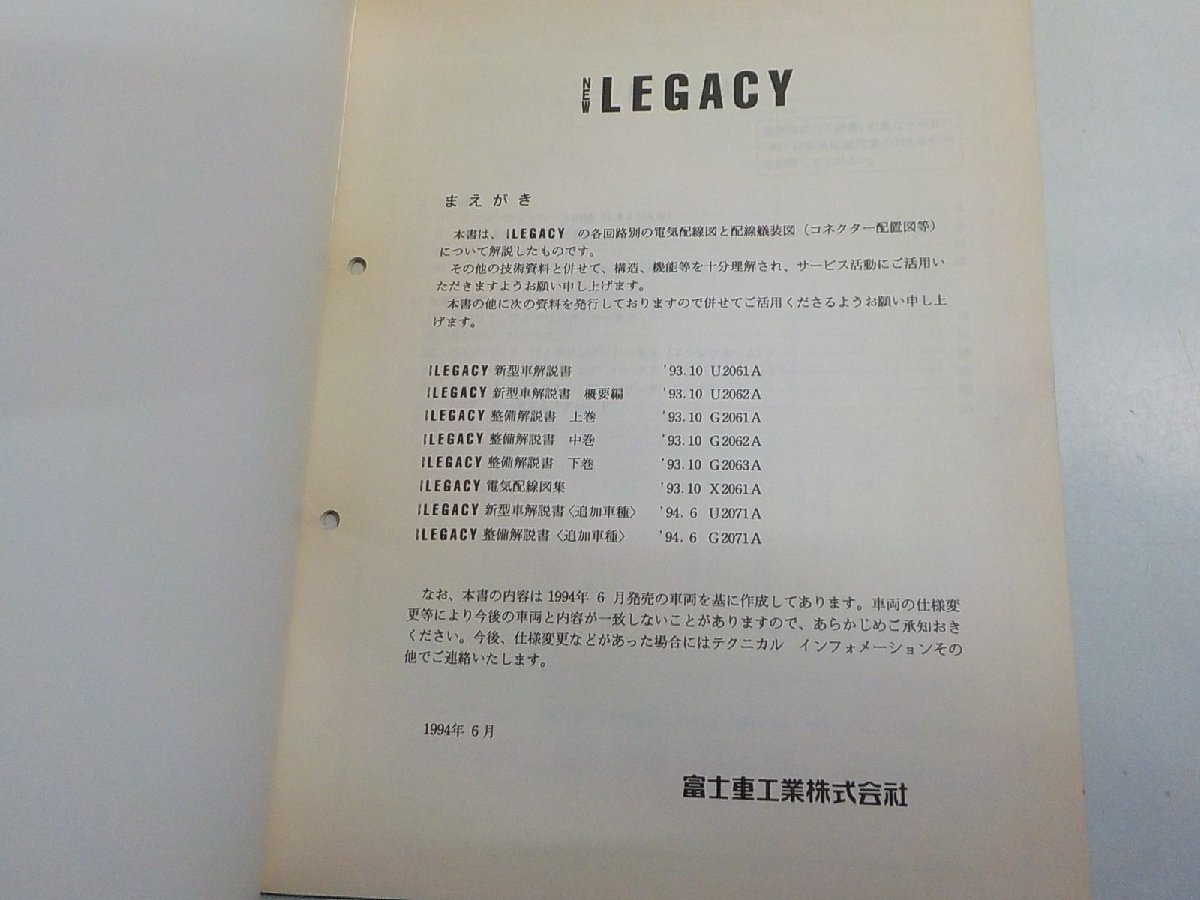 NEW LEGACY
まえがき
本書は、LEGACY の各回路別の電気配線図と配線艤装図(コネクター配置図等)
について解説したものです。
その他の技術資料と併せて、構造、機能等を十分理解され、サービス活動にご活用い
ただきますようお願い申し上げます。
本書の他に次の資料を発行しておりますので併せてご活用くださるようお願い申し上
げます。
LEGACY 新型車解説書 '93.10 U2061A
LEGACY 新型車解説書 概要編 '93.10 U2062A
LEGACY 整備解説書 上巻 '93.10 G2061A
LEGACY 整備解説書 中巻 '93.10 G2062A
LEGACY 整備解説書 下巻 '93.10 G2063A
LEGACY 電気配線図集 '93.10 X2061A
LEGACY 新型車解説書〈追加車種〉 '94. 6 U2071A
LEGACY 整備解説書〈追加車種〉 '94. 6 G2071A
なお、本書の内容は1994年 6 月発売の車両を基に作成してあります。車両の仕様変
更等により今後の車両と内容が一致しないことがありますので、あらかじめご承知おき
ください。今後、仕様変更などがあった場合にはテクニカル インフォメーションその
他でご連絡いたします。
1994年 6 月
富士重工業株式会社